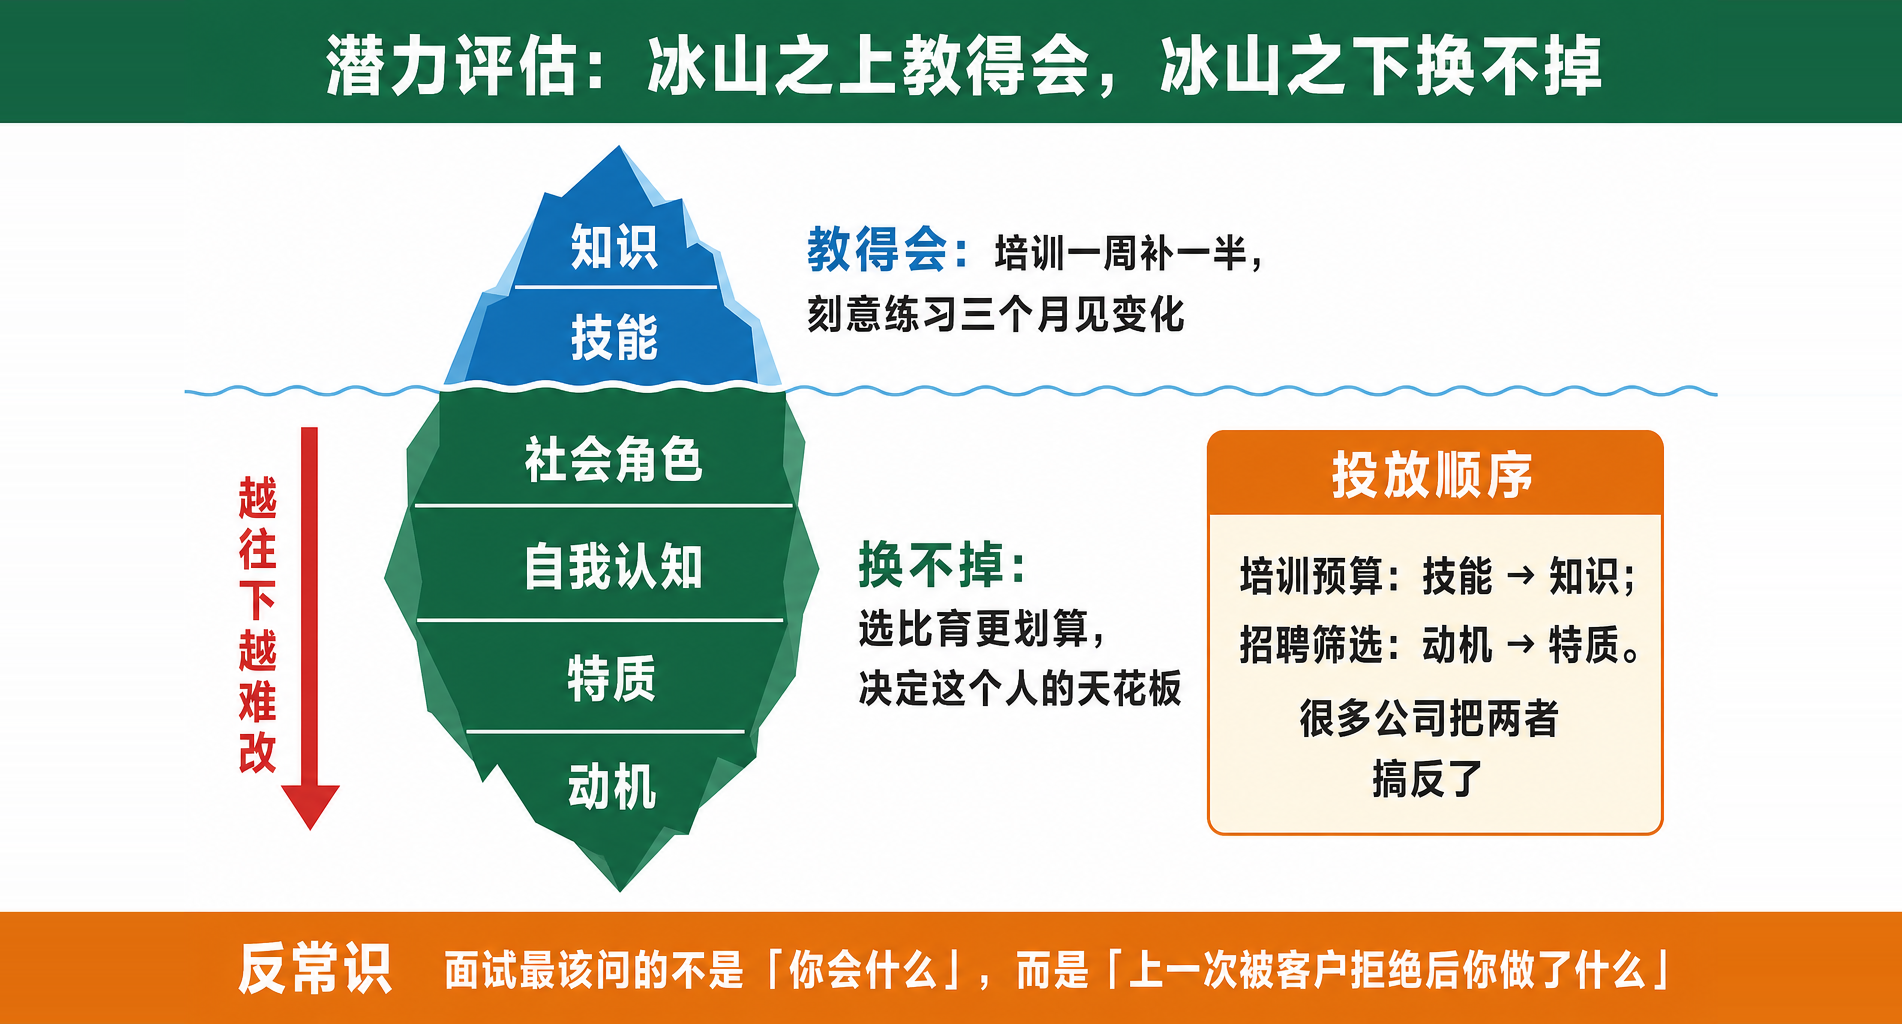 潜力评估：冰山之上教得会，冰山之下换不掉
知识
技能
教得会：培训一周补一半，
刻意练习三个月见变化
越往下越难改
社会角色
自我认知
特质
动机
换不掉：
选比育更划算，
决定这个人的天花板
投放顺序
培训预算：技能 → 知识；
招聘筛选：动机 → 特质。
很多公司把两者
搞反了
反常识
面试最该问的不是「你会什么」，而是「上一次被客户拒绝后你做了什么」